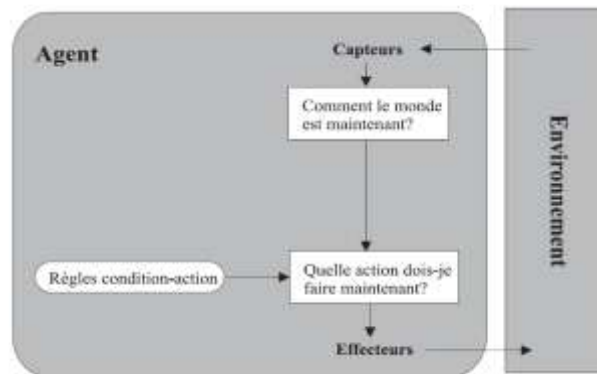 Agent
Capteurs
Comment le monde
est maintenant?
Environnement
Règles condition-action
Quelle action dois-je
faire maintenant?
Effecteurs